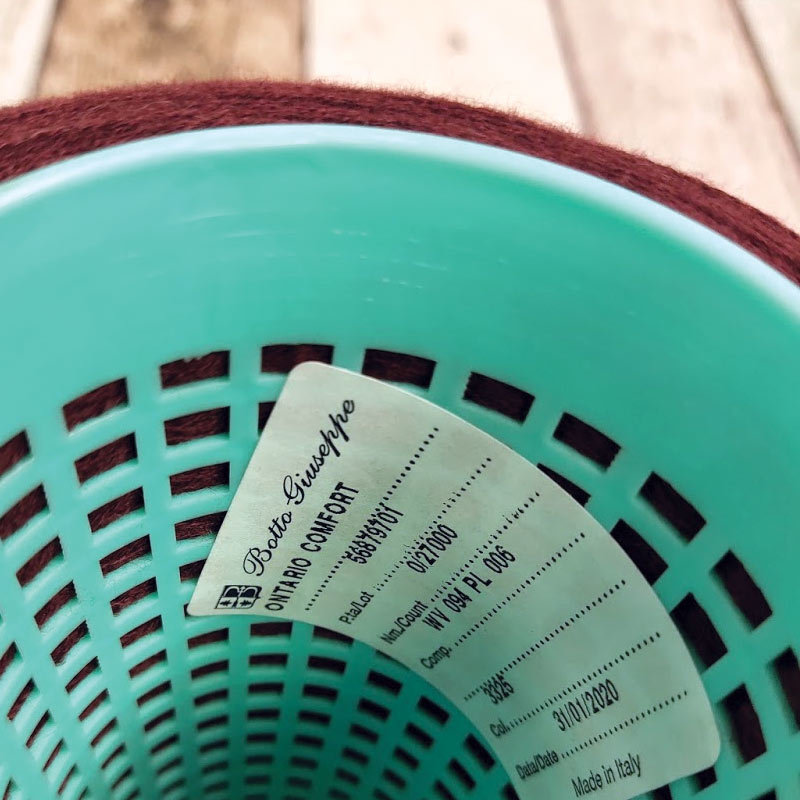 Botto Giuseppe
ONTARIO COMFORT
P.ta/Lot 56879701
Nm./Count 0/27000
Comp. WV 094 PL 006
Col. 3325
Data/Date 31/01/2020
Made in Italy